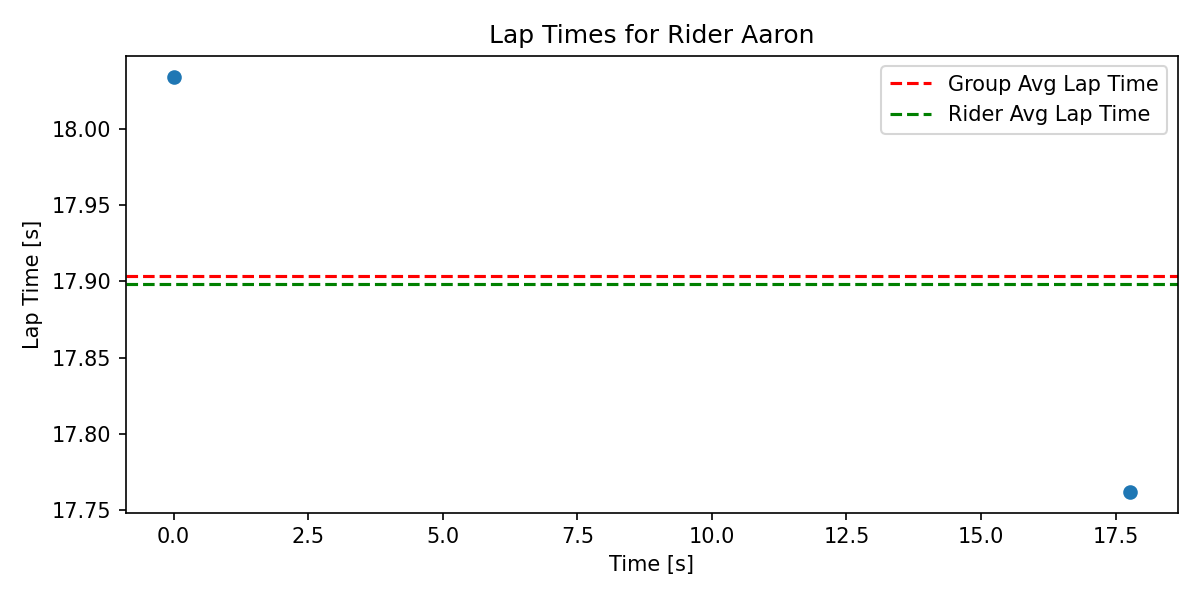 Lap Times for Rider Aaron
Group Avg Lap Time
Rider Avg Lap Time
Lap Time [s]
18.00
17.95
17.90
17.85
17.80
17.75
0.0 2.5 5.0 7.5 10.0 12.5 15.0 17.5
Time [s]